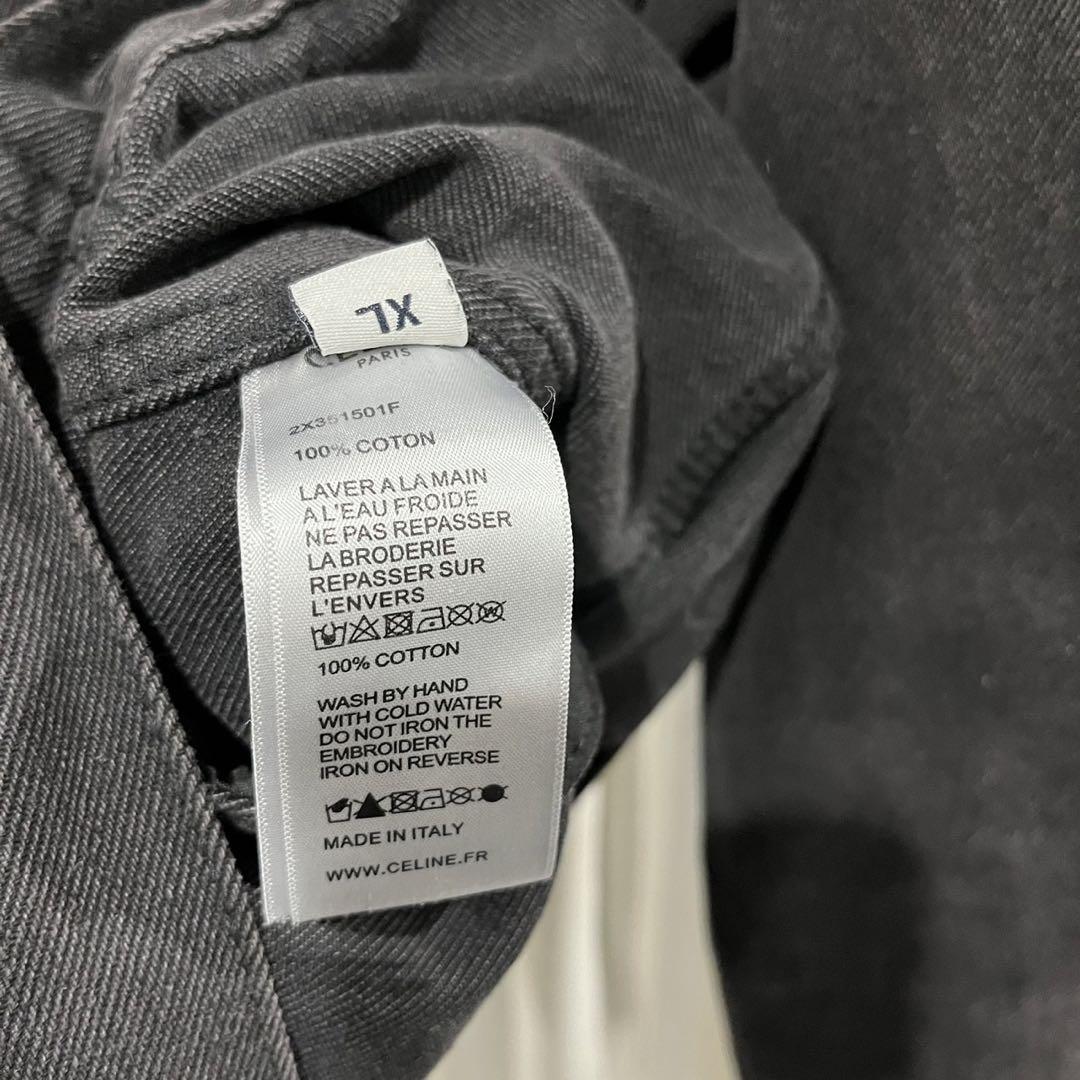 XL
PARIS
2X351501F
100% COTON
LAVER A LA MAIN
A L'EAU FROIDE
NE PAS REPASSER
LA BRODERIE
REPASSER SUR
L'ENVERS
W
100% COTTON
WASH BY HAND
WITH COLD WATER
DO NOT IRON THE
EMBROIDERY
IRON ON REVERSE
MADE IN ITALY
WWW.CELINE.FR